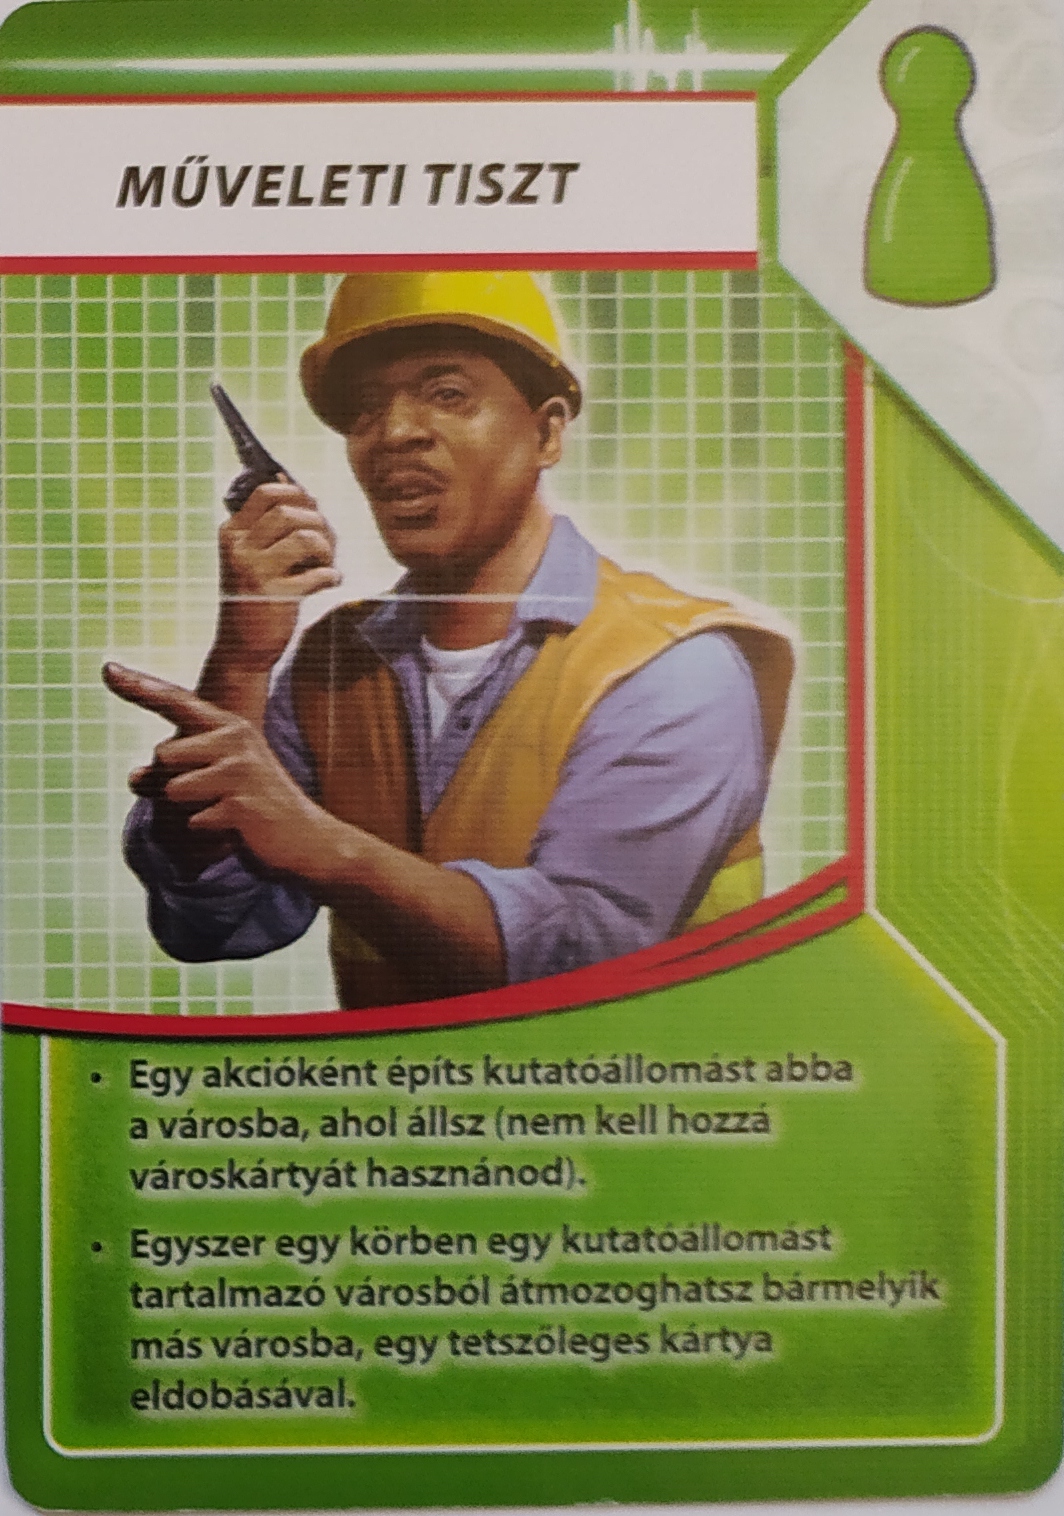 MŰVELETI TISZT
• Egy akcióként építs kutatóállomást abba
a városba, ahol állsz (nem kell hozzá
városkártyát hasznánod).
• Egyszer egy körben egy kutatóállomást
tartalmazó városból átmozoghatsz bármelyik
más városba, egy tetszőleges kártya
eldobásával.